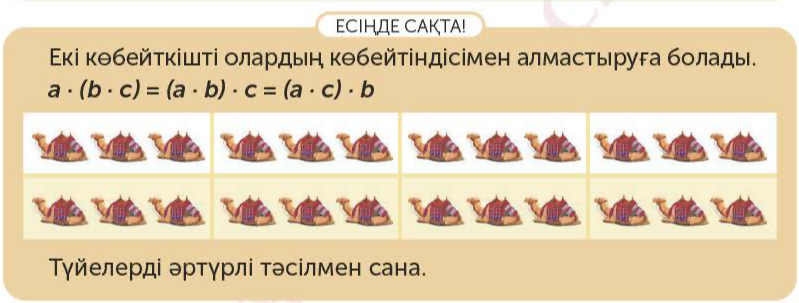 ЕСІҢДЕ САҚТА!
Екі көбейткішті олардың көбейтіндісімен алмастыруға болады.
a · (b · c) = (a · b) · c = (a · c) · b
Түйелерді әртүрлі тәсілмен сана.